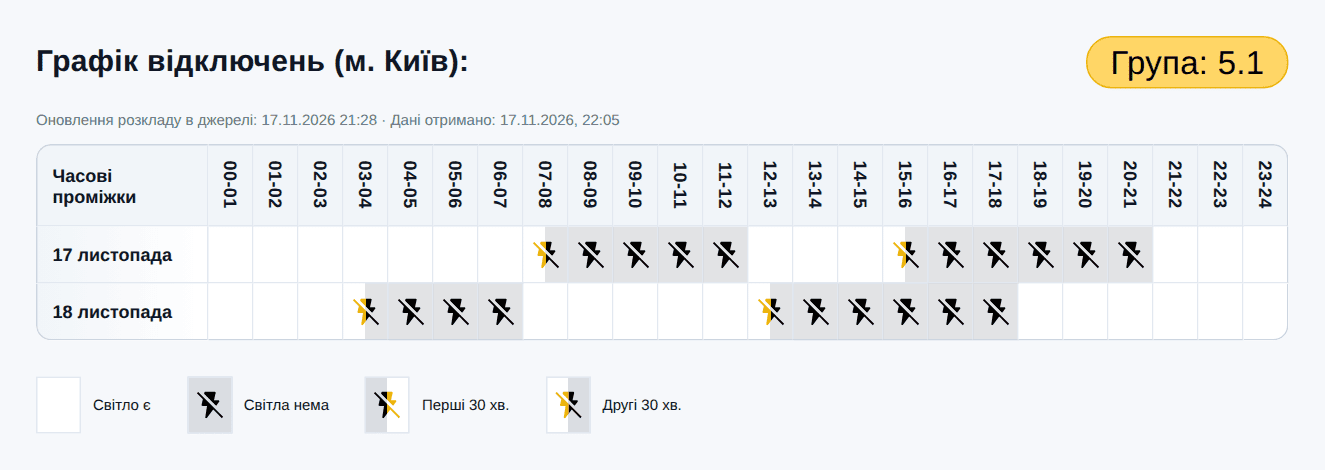 Графік відключень (м. Київ):
Група: 5.1
Оновлення розкладу в джерелі: 17.11.2026 21:28 · Дані отримано: 17.11.2026, 22:05
Часові
проміжки
00-01
01-02
02-03
03-04
04-05
05-06
06-07
07-08
08-09
09-10
10-11
11-12
12-13
13-14
14-15
15-16
16-17
17-18
18-19
19-20
20-21
21-22
22-23
23-24
17 листопада
18 листопада
Світло є
Світла нема
Перші 30 хв.
Другі 30 хв.